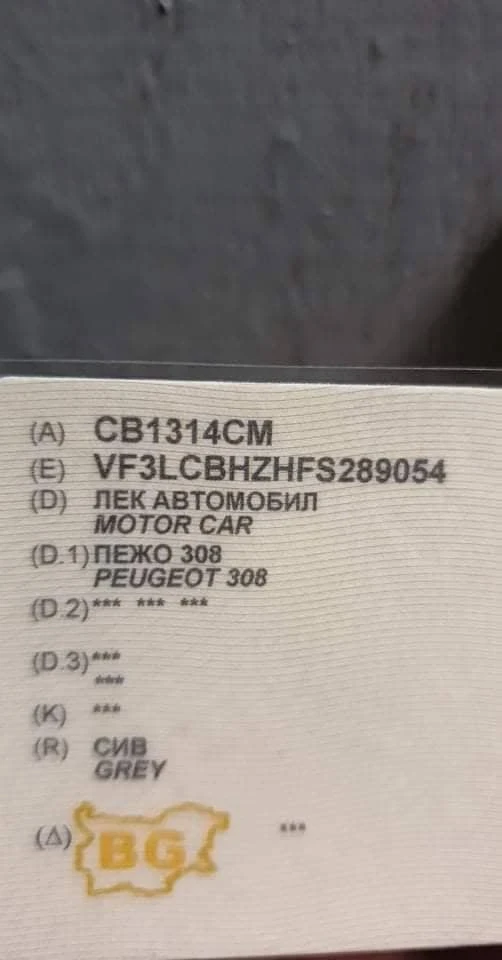 (A) CB1314CM
(E) VF3LCBHZHFS289054
(D) ЛЕК АВТОМОБИЛ
MOTOR CAR
(D.1) ПЕЖО 308
PEUGEOT 308
(D.2) *** *** ***
(D.3) ***
***
(K) ***
(R) СИВ
GREY
(Δ) BG ***